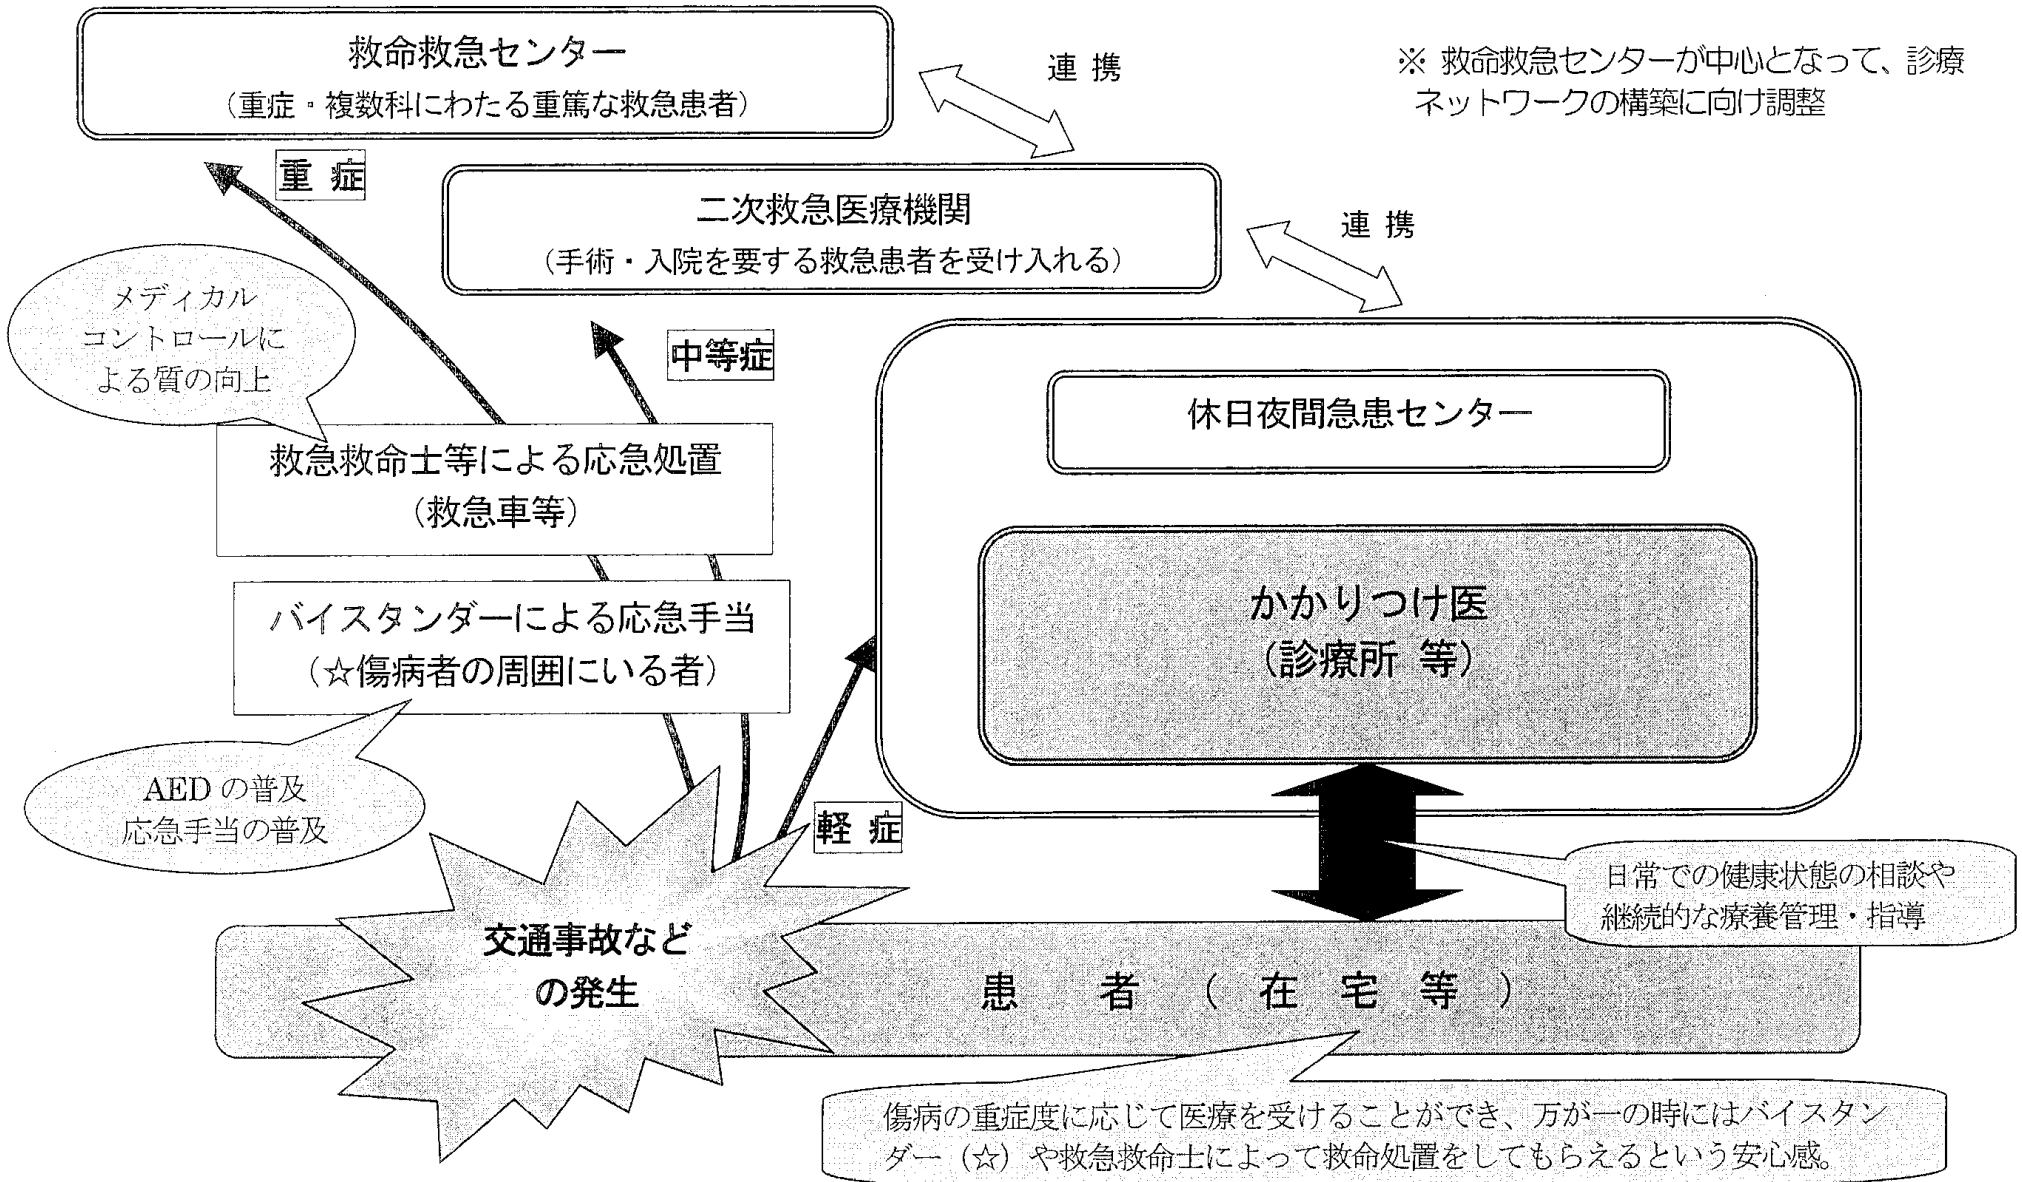 救命救急センター
(重症・複数科にわたる重篤な救急患者)
連 携
※ 救命救急センターが中心となって、診療
ネットワークの構築に向け調整
重 症
二次救急医療機関
(手術・入院を要する救急患者を受け入れる)
連 携
メディカル
コントロールに
よる質の向上
中等症
休日夜間急患センター
救急救命士等による応急処置
(救急車等)
かかりつけ医
(診療所 等)
バイスタンダーによる応急手当
(☆傷病者の周囲にいる者)
AED の普及
応急手当の普及
軽 症
日常での健康状態の相談や
継続的な療養管理・指導
交通事故など
の発生
患 者 ( 在 宅 等 )
傷病の重症度に応じて医療を受けることができ、万が一の時にはバイスタン
ダー(☆)や救急救命士によって救命処置をしてもらえるという安心感。